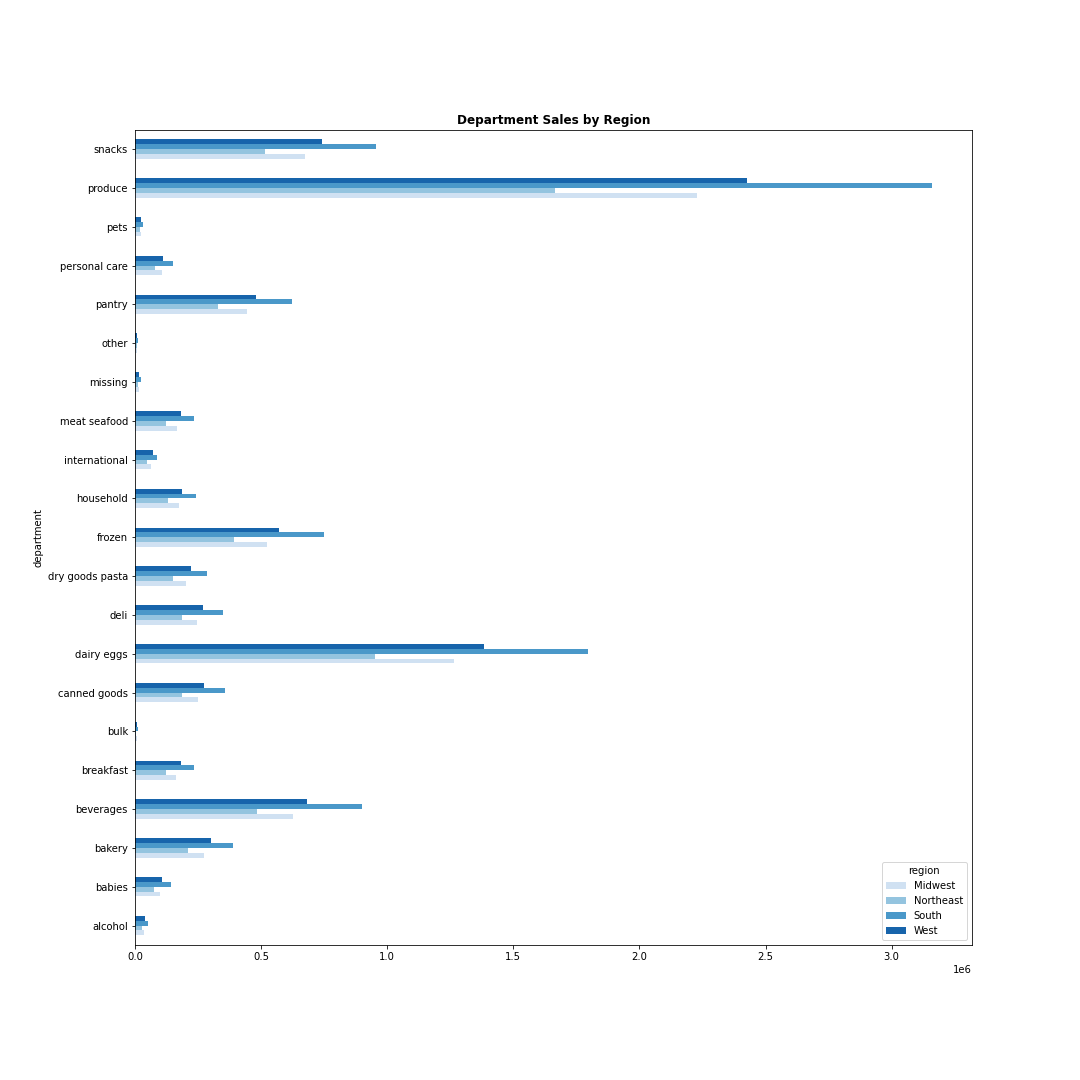 Department Sales by Region
snacks
produce
pets
personal care
pantry
other
missing
meat seafood
international
household
frozen
dry goods pasta
deli
dairy eggs
canned goods
bulk
breakfast
beverages
bakery
babies
alcohol
department
region
Midwest
Northeast
South
West
0.0 0.5 1.0 1.5 2.0 2.5 3.0
1e6